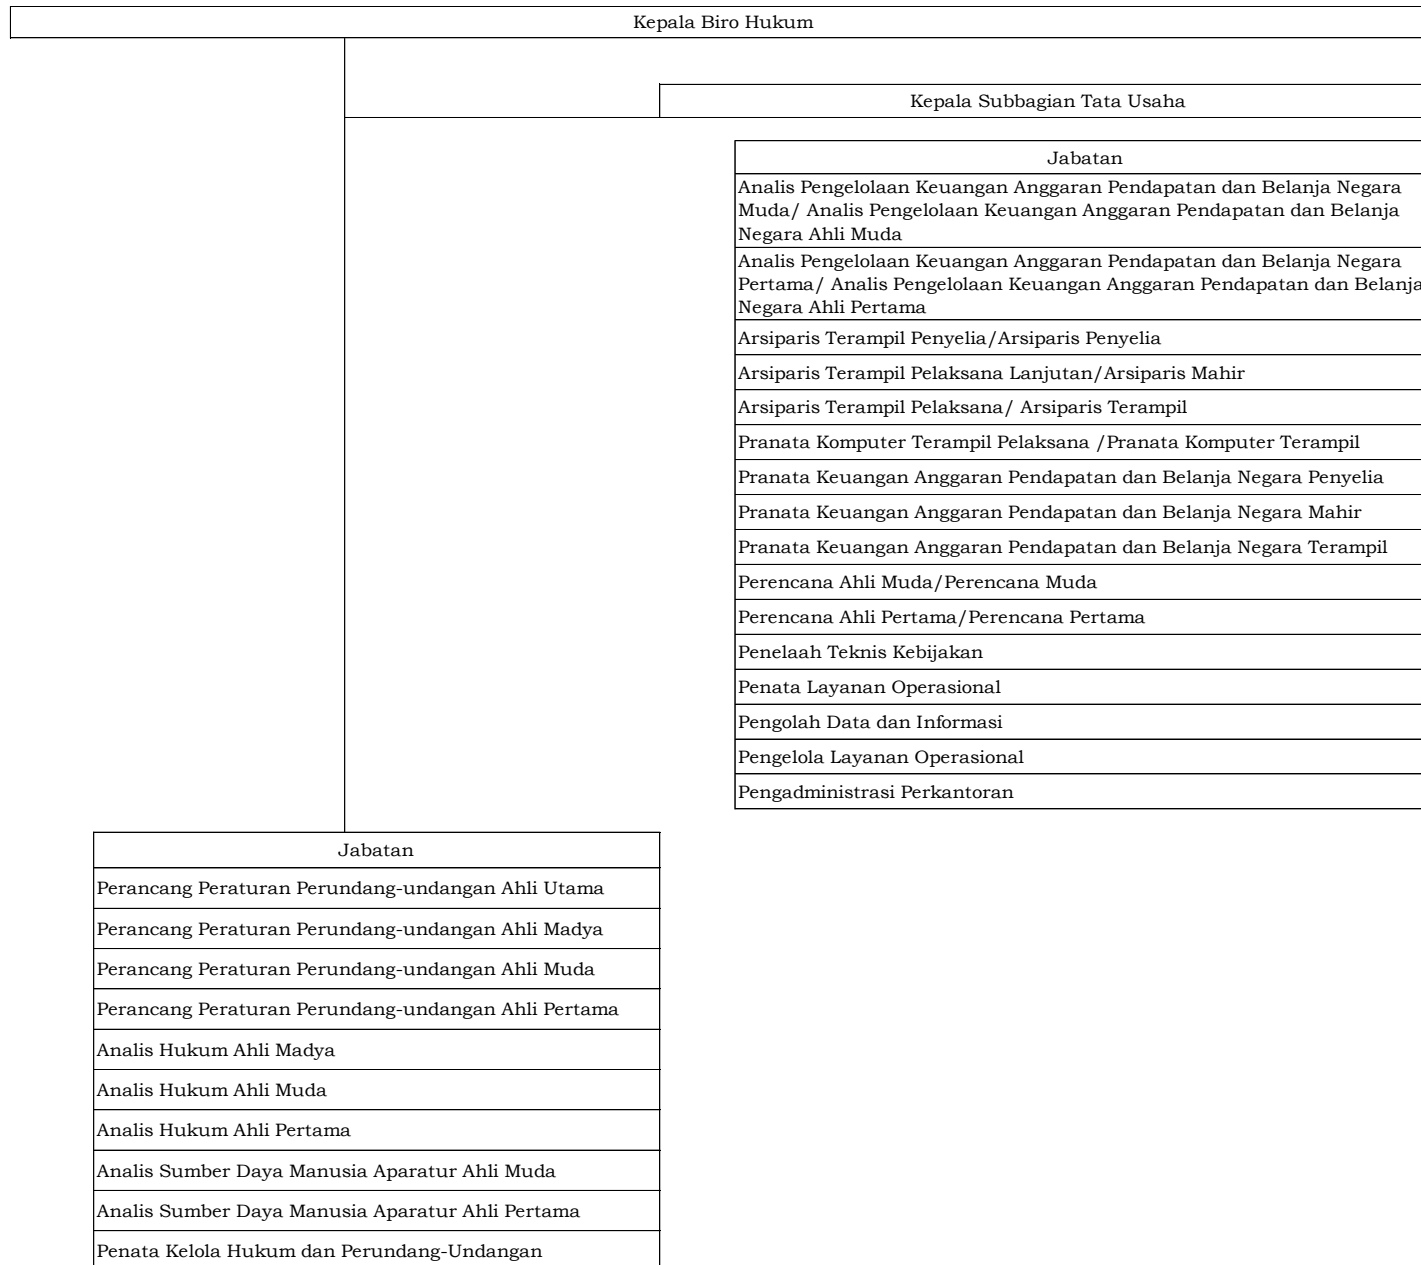 Kepala Biro Hukum
Kepala Subbagian Tata Usaha
Jabatan
Analis Pengelolaan Keuangan Anggaran Pendapatan dan Belanja Negara
Muda/ Analis Pengelolaan Keuangan Anggaran Pendapatan dan Belanja
Negara Ahli Muda
Analis Pengelolaan Keuangan Anggaran Pendapatan dan Belanja Negara
Pertama/ Analis Pengelolaan Keuangan Anggaran Pendapatan dan Belanja
Negara Ahli Pertama
Arsiparis Terampil Penyelia/Arsiparis Penyelia
Arsiparis Terampil Pelaksana Lanjutan/Arsiparis Mahir
Arsiparis Terampil Pelaksana/ Arsiparis Terampil
Pranata Komputer Terampil Pelaksana /Pranata Komputer Terampil
Pranata Keuangan Anggaran Pendapatan dan Belanja Negara Penyelia
Pranata Keuangan Anggaran Pendapatan dan Belanja Negara Mahir
Pranata Keuangan Anggaran Pendapatan dan Belanja Negara Terampil
Perencana Ahli Muda/Perencana Muda
Perencana Ahli Pertama/Perencana Pertama
Penelaah Teknis Kebijakan
Penata Layanan Operasional
Pengolah Data dan Informasi
Pengelola Layanan Operasional
Pengadministrasi Perkantoran
Jabatan
Perancang Peraturan Perundang-undangan Ahli Utama
Perancang Peraturan Perundang-undangan Ahli Madya
Perancang Peraturan Perundang-undangan Ahli Muda
Perancang Peraturan Perundang-undangan Ahli Pertama
Analis Hukum Ahli Madya
Analis Hukum Ahli Muda
Analis Hukum Ahli Pertama
Analis Sumber Daya Manusia Aparatur Ahli Muda
Analis Sumber Daya Manusia Aparatur Ahli Pertama
Penata Kelola Hukum dan Perundang-Undangan